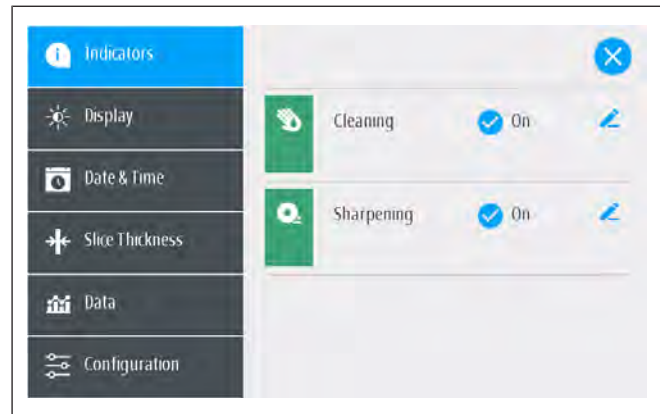 Indicators
Display
Date & Time
Slice Thickness
Data
Configuration
Cleaning
On
Sharpening
On